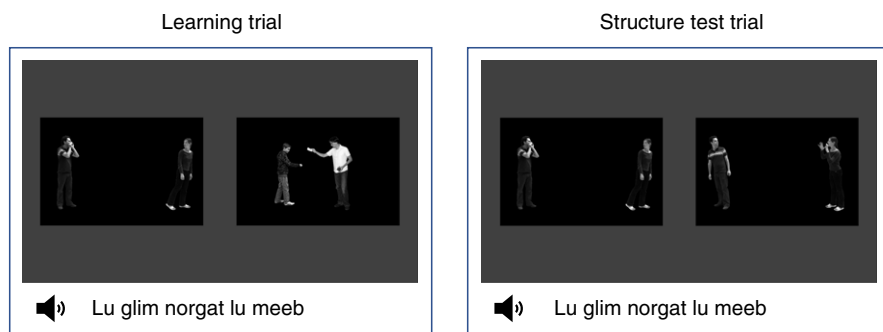 Learning trial
Structure test trial
Lu glim norgat lu meeb
Lu glim norgat lu meeb